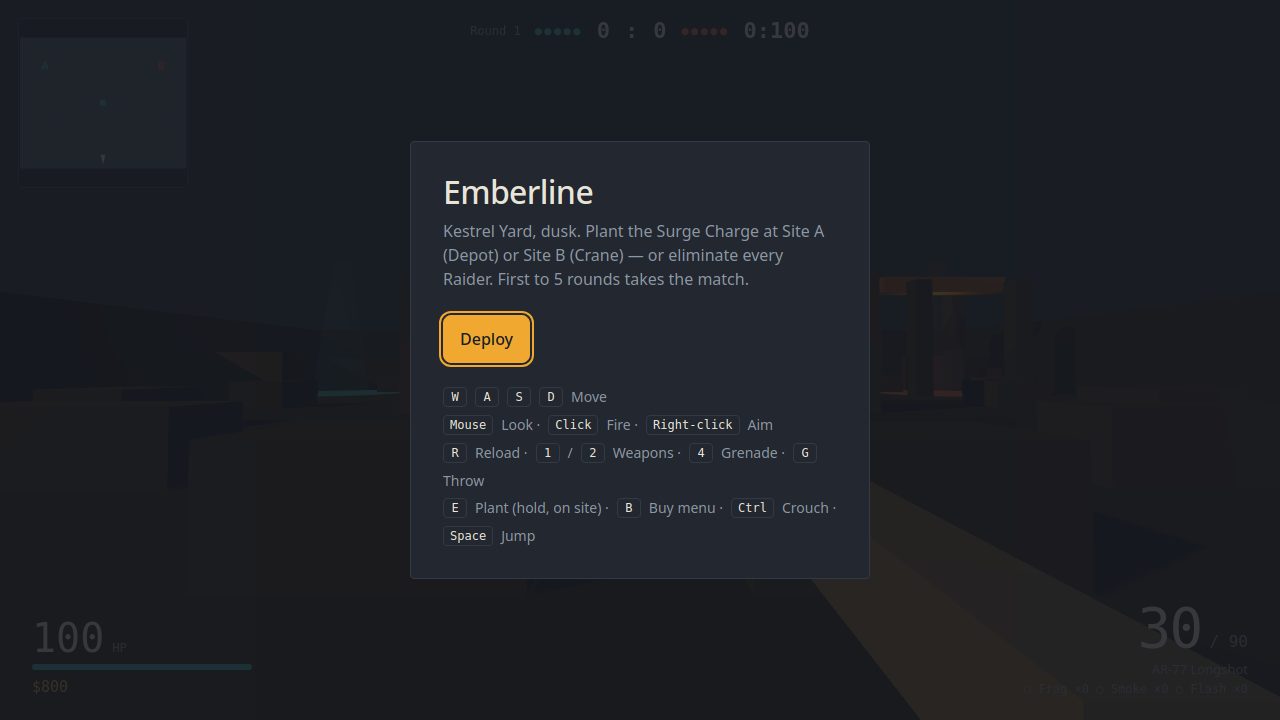 Round 1 ●●●●● 0 : 0 ●●●●● 0:100
A B
Emberline
Kestrel Yard, dusk. Plant the Surge Charge at Site A
(Depot) or Site B (Crane) — or eliminate every
Raider. First to 5 rounds takes the match.
Deploy
W A S D Move
Mouse Look · Click Fire · Right-click Aim
R Reload · 1 / 2 Weapons · 4 Grenade · G
Throw
E Plant (hold, on site) · B Buy menu · Ctrl Crouch ·
Space Jump
100 HP
$800
30 / 90
AR-77 Longshot
○ Frag ×0 ○ Smoke ×0 ○ Flash ×0